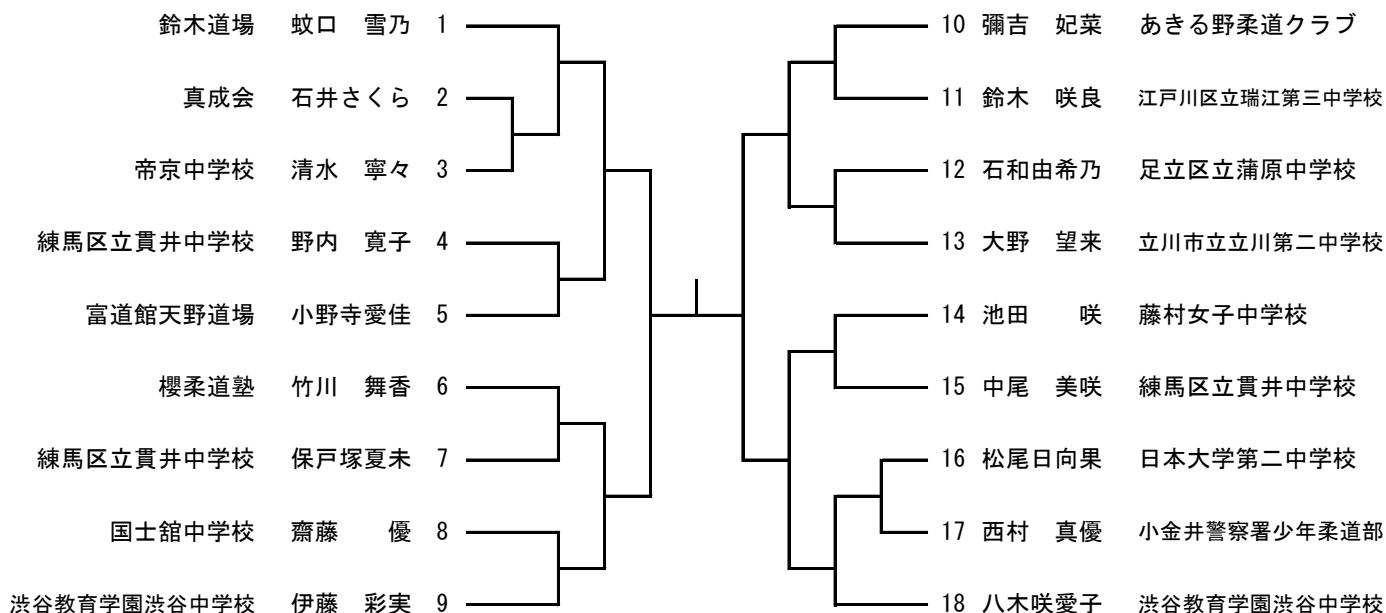 鈴木道場 蚊口 雪乃 1
真成会 石井さくら 2
帝京中学校 清水 寧々 3
練馬区立貫井中学校 野内 寛子 4
富道館天野道場 小野寺愛佳 5
櫻柔道塾 竹川 舞香 6
練馬区立貫井中学校 保戸塚夏未 7
国士舘中学校 齋藤 優 8
渋谷教育学園渋谷中学校 伊藤 彩実 9
10 彌吉 妃菜 あきる野柔道クラブ
11 鈴木 咲良 江戸川区立瑞江第三中学校
12 石和由希乃 足立区立蒲原中学校
13 大野 望来 立川市立立川第二中学校
14 池田 咲 藤村女子中学校
15 中尾 美咲 練馬区立貫井中学校
16 松尾日向果 日本大学第二中学校
17 西村 真優 小金井警察署少年柔道部
18 八木咲愛子 渋谷教育学園渋谷中学校